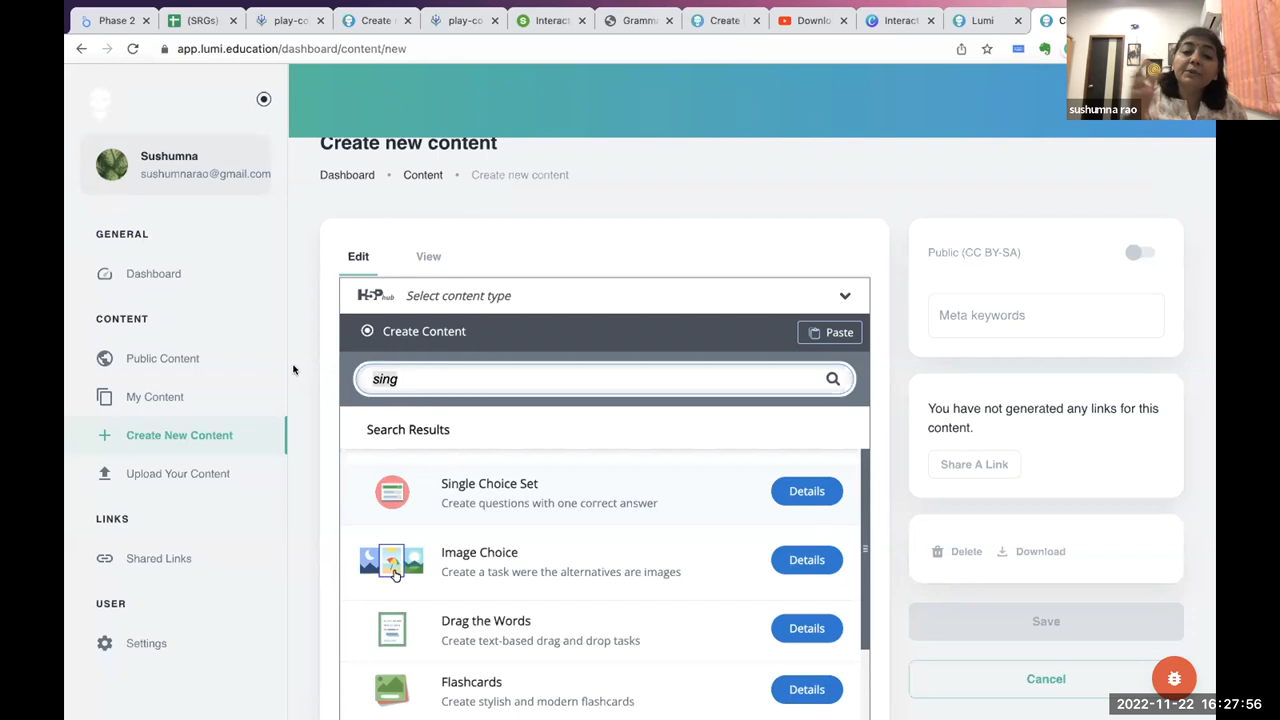 Phase 2
(SRGs)
play-co
Create
play-co
Interact
Gramma
Create
Downlo
Interact
Lumi
C
app.lumi.education/dashboard/content/new
sushumna rao
Sushumna
sushumnarao@gmail.com
GENERAL
Dashboard
CONTENT
Public Content
My Content
Create New Content
Upload Your Content
LINKS
Shared Links
USER
Settings
Create new content
Dashboard • Content • Create new content
Edit View
H5P hub Select content type
Create Content Paste
sing
Search Results
Single Choice Set
Create questions with one correct answer
Details
Image Choice
Create a task were the alternatives are images
Details
Drag the Words
Create text-based drag and drop tasks
Details
Flashcards
Create stylish and modern flashcards
Details
Public (CC BY-SA)
Meta keywords
You have not generated any links for this
content.
Share A Link
Delete Download
Save
Cancel
2022-11-22 16:27:56